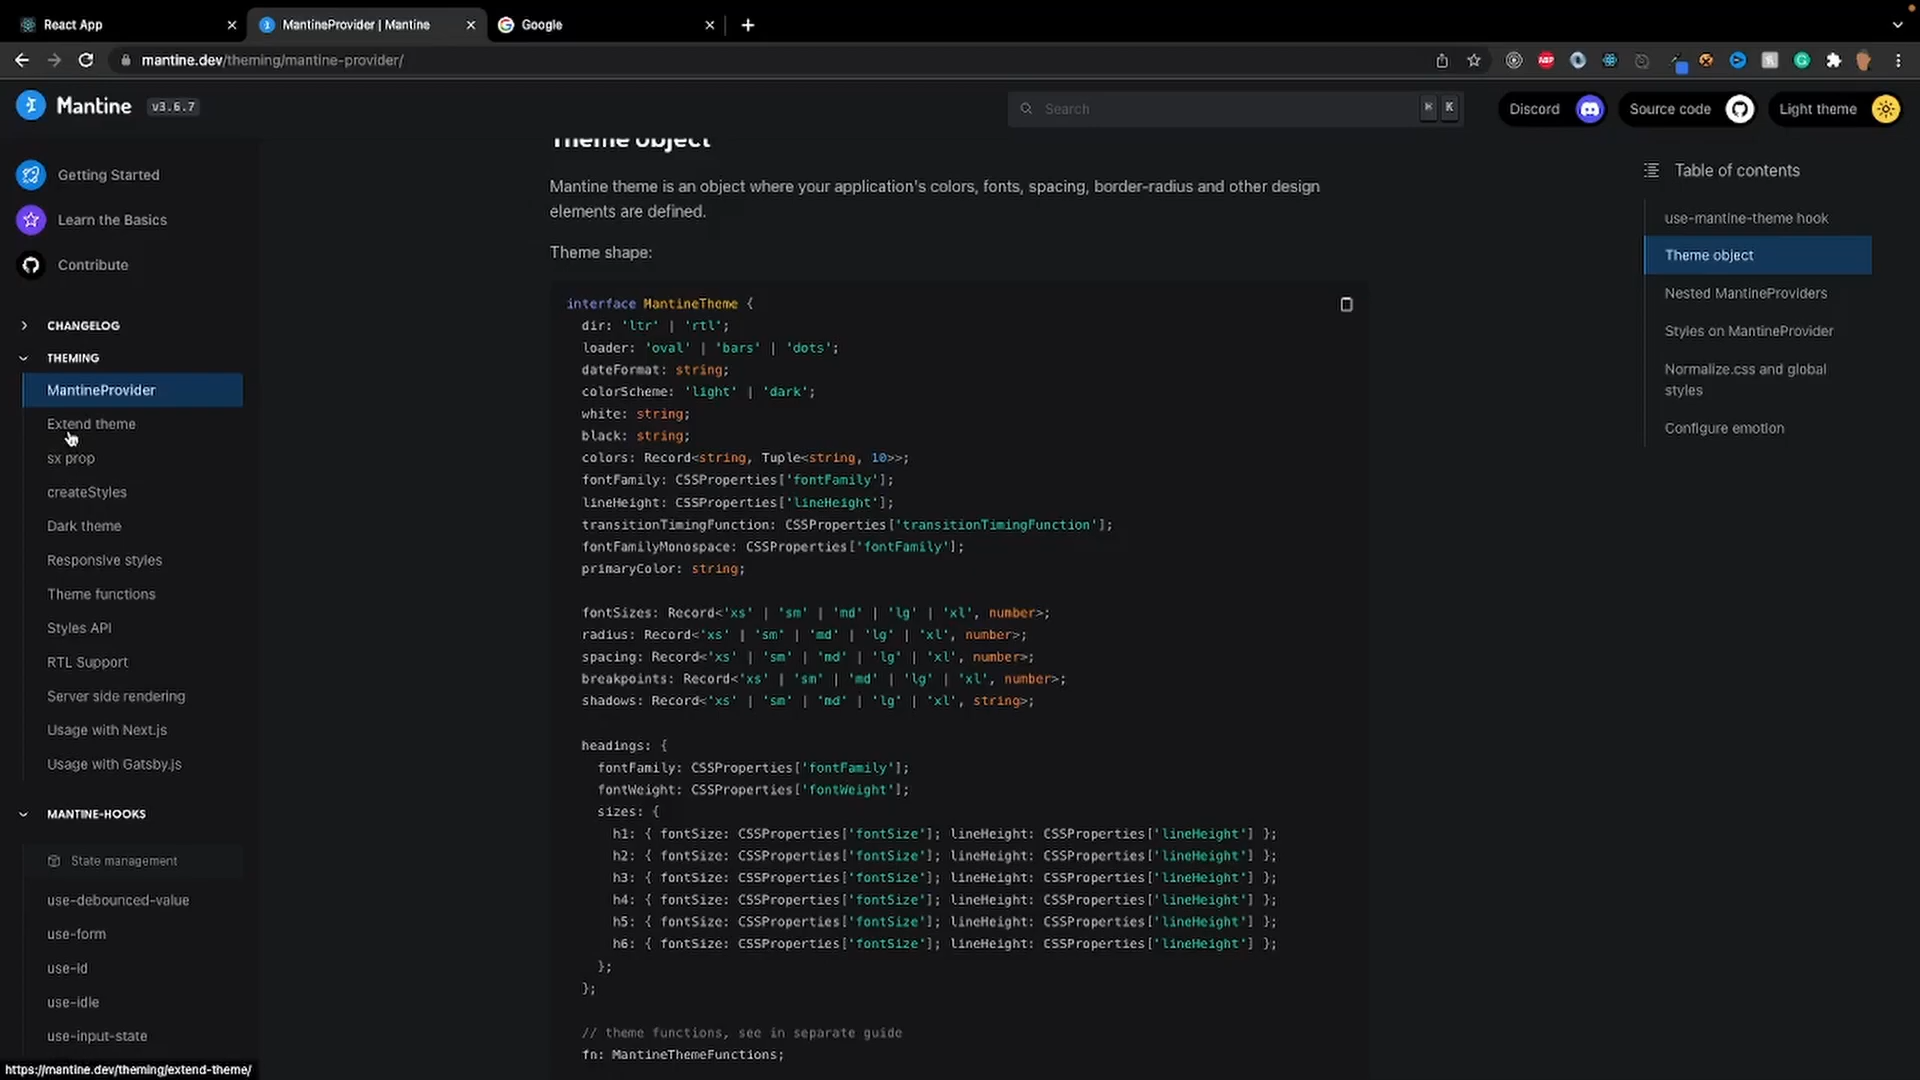 React App
MantineProvider | Mantine
Google
mantine.dev/theming/mantine-provider/
ABP
Mantine
v3.6.7
Search
⌘ K
Discord
Source code
Light theme
Getting Started
Learn the Basics
Contribute
CHANGELOG
THEMING
MantineProvider
Extend theme
sx prop
createStyles
Dark theme
Responsive styles
Theme functions
Styles API
RTL Support
Server side rendering
Usage with Next.js
Usage with Gatsby.js
MANTINE-HOOKS
State management
use-debounced-value
use-form
use-id
use-idle
use-input-state
https://mantine.dev/theming/extend-theme/
Theme object
Mantine theme is an object where your application's colors, fonts, spacing, border-radius and other design
elements are defined.
Theme shape:
interface MantineTheme {
dir: 'ltr' | 'rtl';
loader: 'oval' | 'bars' | 'dots';
dateFormat: string;
colorScheme: 'light' | 'dark';
white: string;
black: string;
colors: Record<string, Tuple<string, 10>>;
fontFamily: CSSProperties['fontFamily'];
lineHeight: CSSProperties['lineHeight'];
transitionTimingFunction: CSSProperties['transitionTimingFunction'];
fontFamilyMonospace: CSSProperties['fontFamily'];
primaryColor: string;
fontSizes: Record<'xs' | 'sm' | 'md' | 'lg' | 'xl', number>;
radius: Record<'xs' | 'sm' | 'md' | 'lg' | 'xl', number>;
spacing: Record<'xs' | 'sm' | 'md' | 'lg' | 'xl', number>;
breakpoints: Record<'xs' | 'sm' | 'md' | 'lg' | 'xl', number>;
shadows: Record<'xs' | 'sm' | 'md' | 'lg' | 'xl', string>;
headings: {
fontFamily: CSSProperties['fontFamily'];
fontWeight: CSSProperties['fontWeight'];
sizes: {
h1: { fontSize: CSSProperties['fontSize']; lineHeight: CSSProperties['lineHeight'] };
h2: { fontSize: CSSProperties['fontSize']; lineHeight: CSSProperties['lineHeight'] };
h3: { fontSize: CSSProperties['fontSize']; lineHeight: CSSProperties['lineHeight'] };
h4: { fontSize: CSSProperties['fontSize']; lineHeight: CSSProperties['lineHeight'] };
h5: { fontSize: CSSProperties['fontSize']; lineHeight: CSSProperties['lineHeight'] };
h6: { fontSize: CSSProperties['fontSize']; lineHeight: CSSProperties['lineHeight'] };
};
};
// theme functions, see in separate guide
fn: MantineThemeFunctions;
Table of contents
use-mantine-theme hook
Theme object
Nested MantineProviders
Styles on MantineProvider
Normalize.css and global
styles
Configure emotion